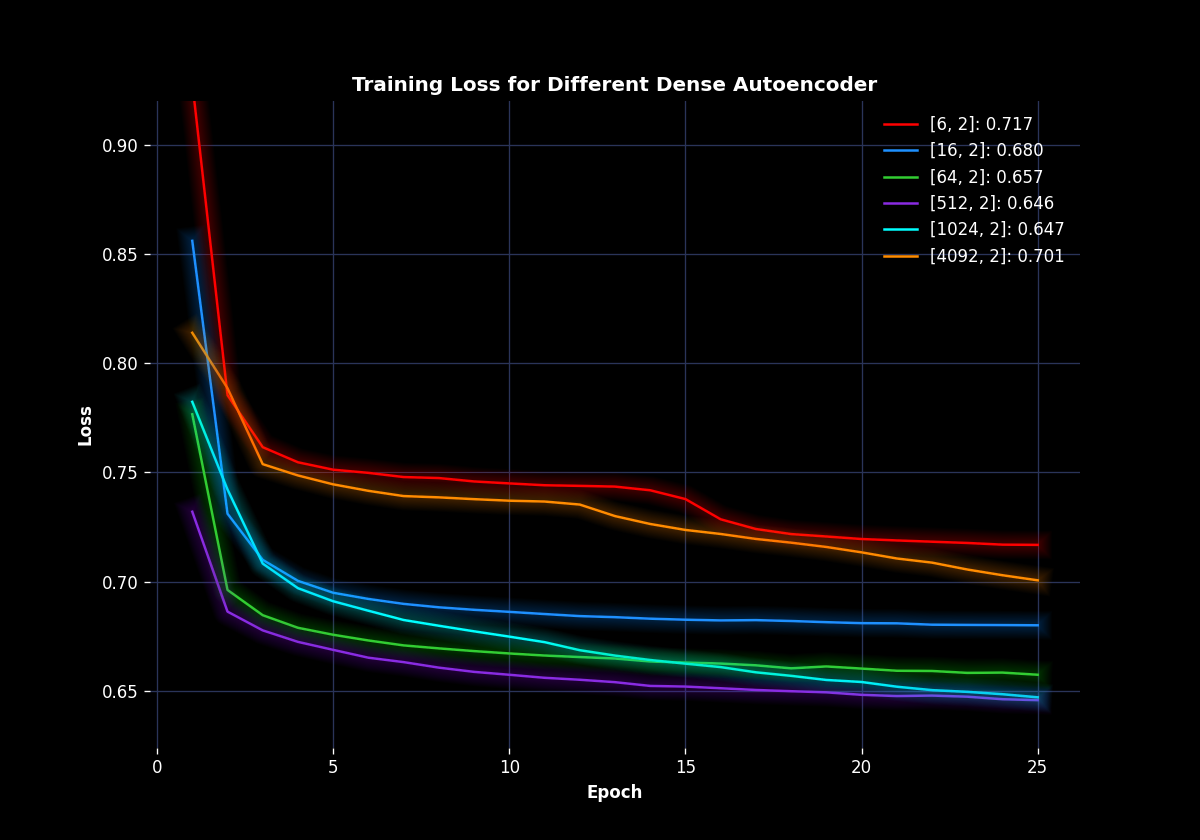 Training Loss for Different Dense Autoencoder
[6, 2]: 0.717
[16, 2]: 0.680
[64, 2]: 0.657
[512, 2]: 0.646
[1024, 2]: 0.647
[4092, 2]: 0.701
0.90
0.85
0.80
0.75
0.70
0.65
Loss
0 5 10 15 20 25
Epoch